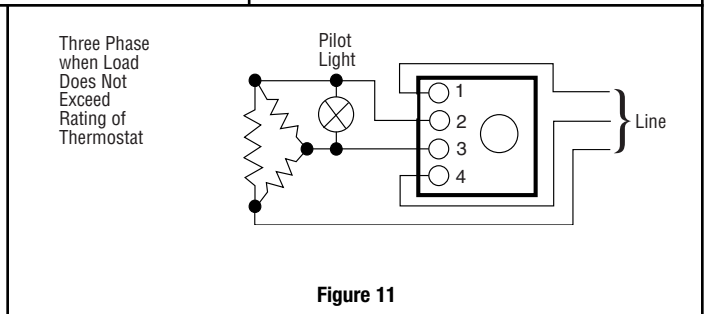 Three Phase
when Load
Does Not
Exceed
Rating of
Thermostat
Pilot
Light
1
2
3
4
Line
Figure 11